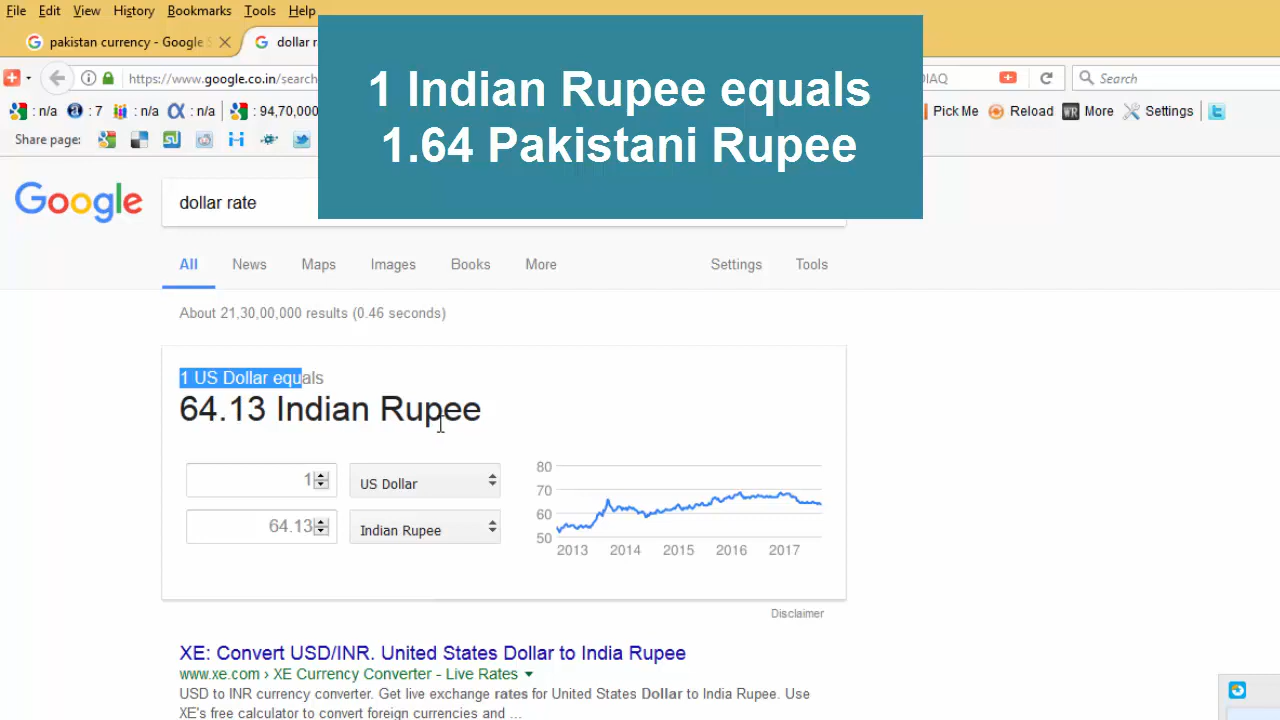 File Edit View History Bookmarks Tools Help
pakistan currency - Google
dollar r
1 Indian Rupee equals
1.64 Pakistani Rupee
https://www.google.co.in/search
Search
: n/a : 7 : n/a : n/a : 94,70,000
Pick Me Reload WR More Settings
Share page:
Google
dollar rate
All News Maps Images Books More Settings Tools
About 21,30,00,000 results (0.46 seconds)
1 US Dollar equals
64.13 Indian Rupee
1 US Dollar
64.13 Indian Rupee
80
70
60
50
2013 2014 2015 2016 2017
Disclaimer
XE: Convert USD/INR. United States Dollar to India Rupee
www.xe.com › XE Currency Converter - Live Rates
USD to INR currency converter. Get live exchange rates for United States Dollar to India Rupee. Use
XE's free calculator to convert foreign currencies and ...